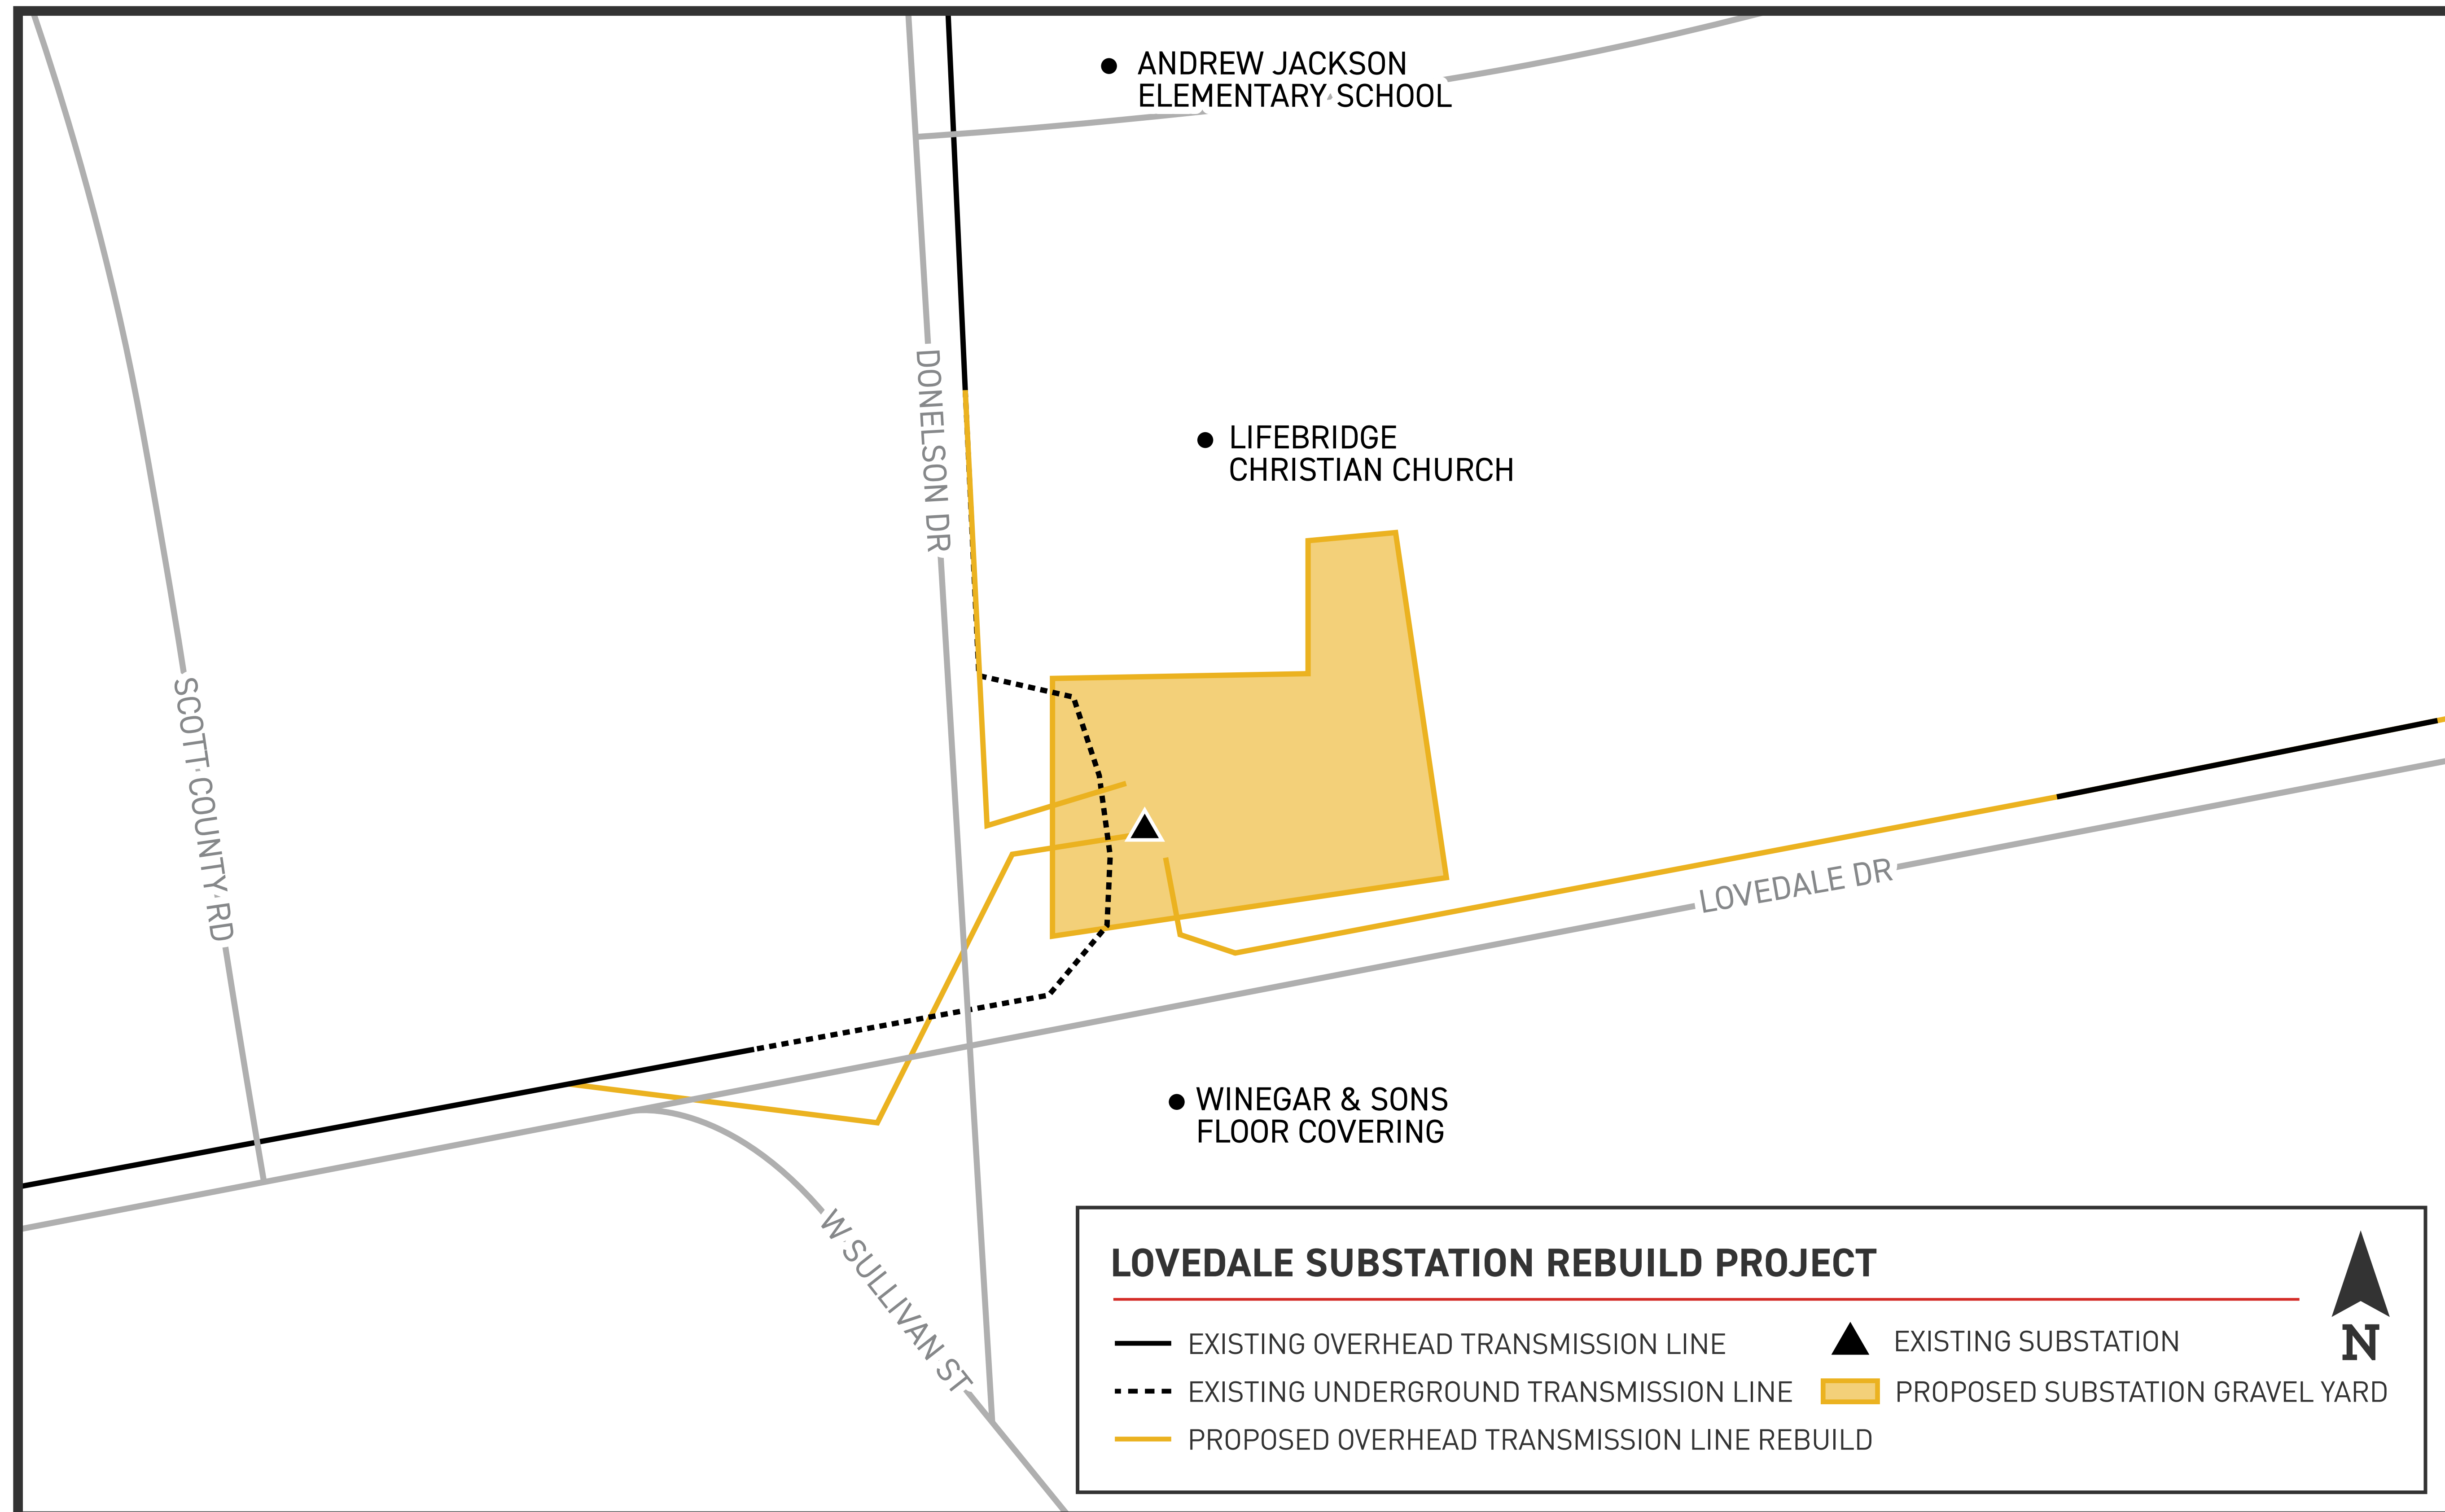 ANDREW JACKSON
ELEMENTARY SCHOOL
DONELSON DR
LIFEBRIDGE
CHRISTIAN CHURCH
SCOTT COUNTY RD
LOVEDALE DR
WINEGAR & SONS
FLOOR COVERING
W SULLIVAN ST
LOVEDALE SUBSTATION REBUILD PROJECT
EXISTING OVERHEAD TRANSMISSION LINE
EXISTING UNDERGROUND TRANSMISSION LINE
PROPOSED OVERHEAD TRANSMISSION LINE REBUILD
EXISTING SUBSTATION
PROPOSED SUBSTATION GRAVEL YARD
N